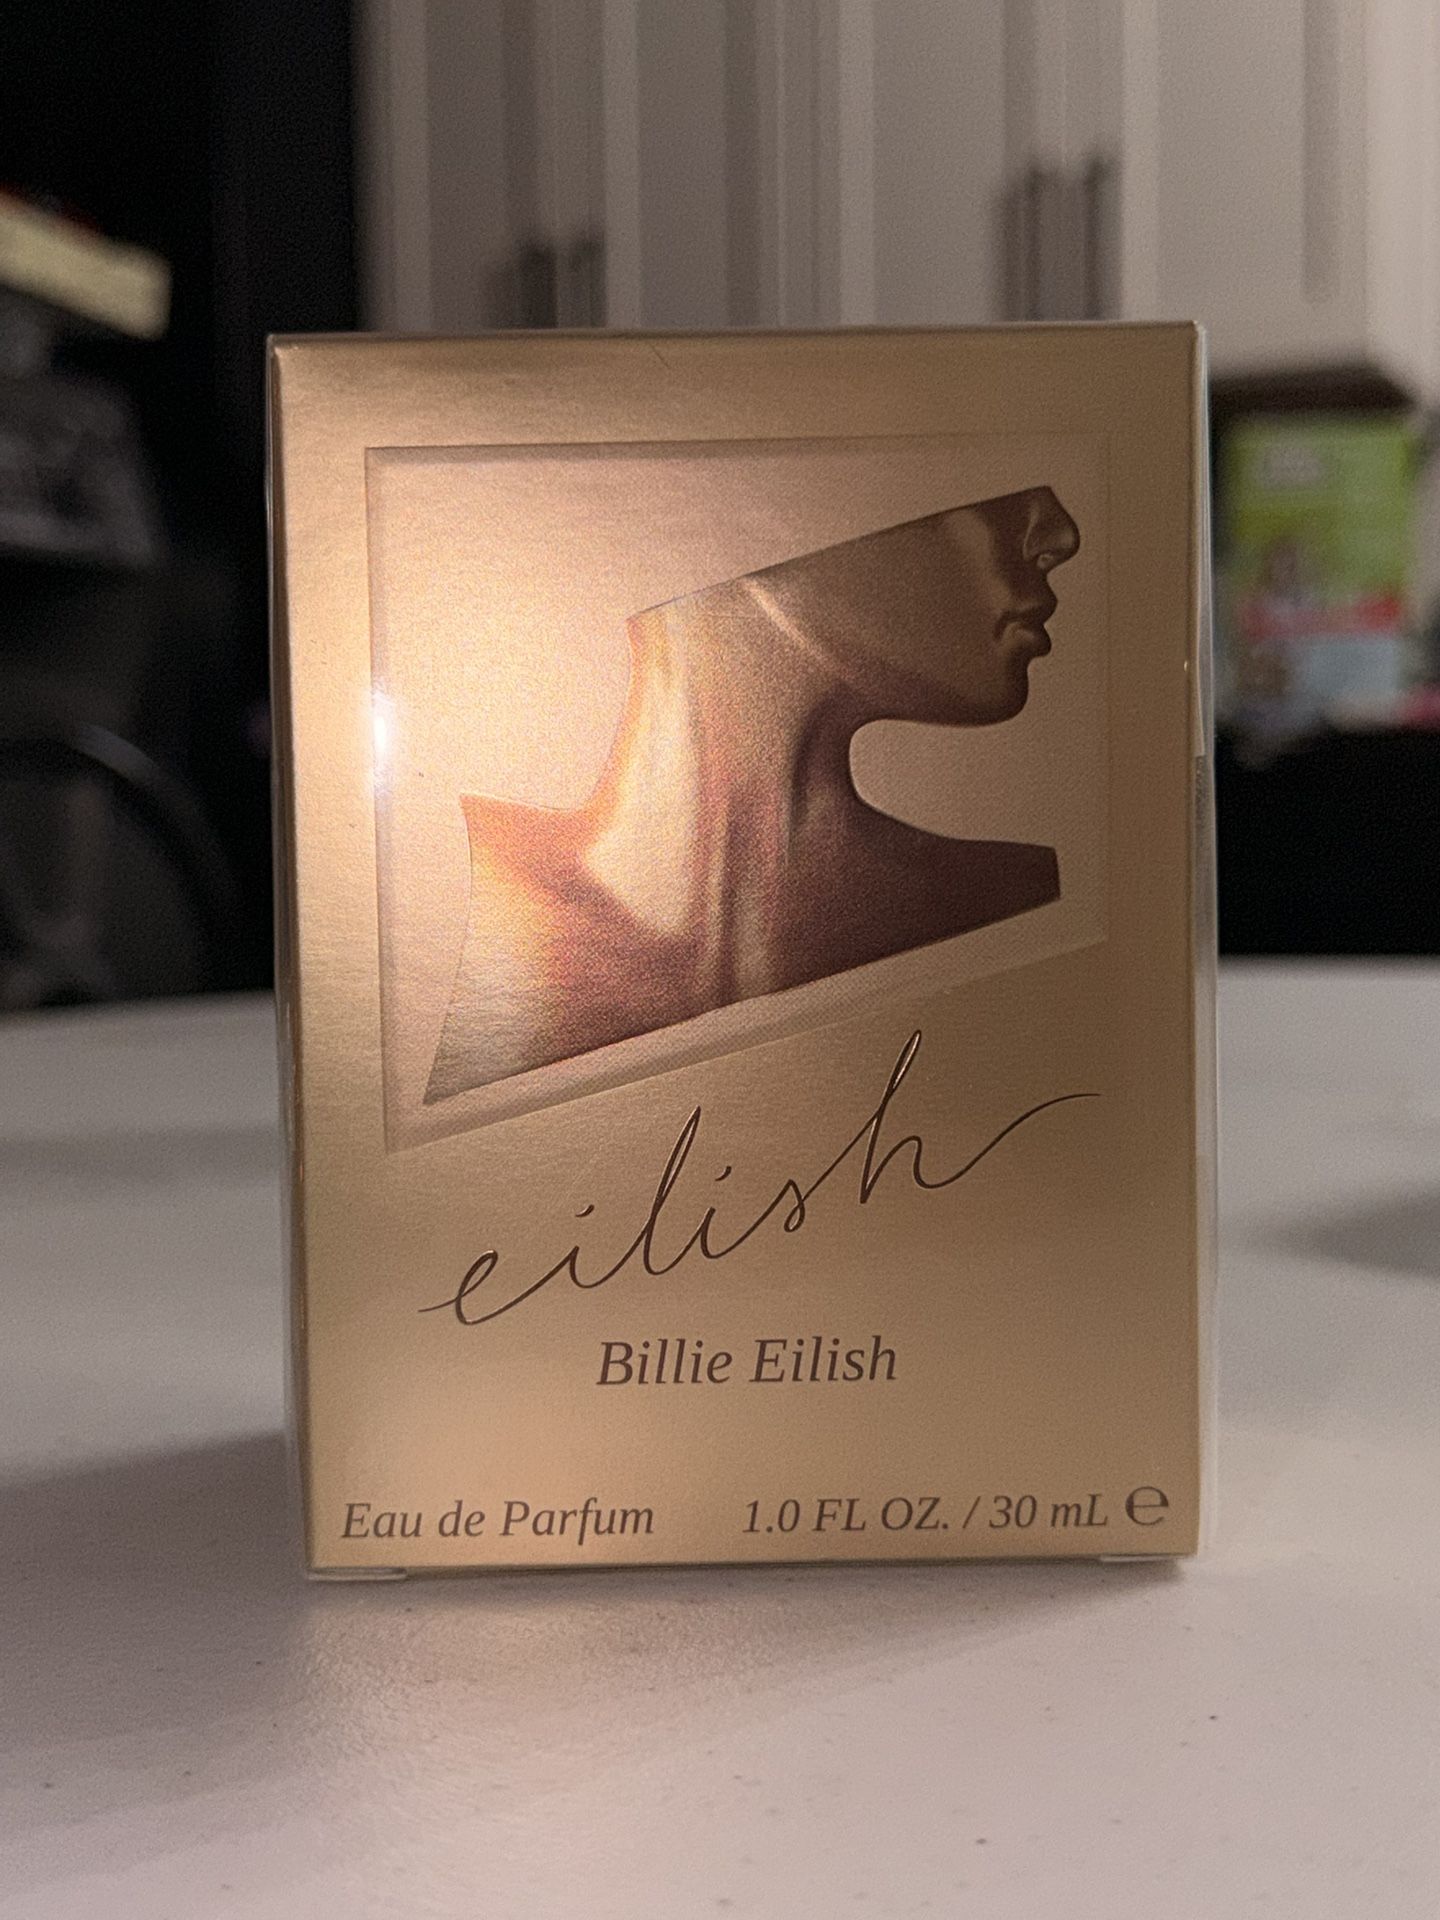 eilish
Billie Eilish
Eau de Parfum 1.0 FL OZ. / 30 mL ℮